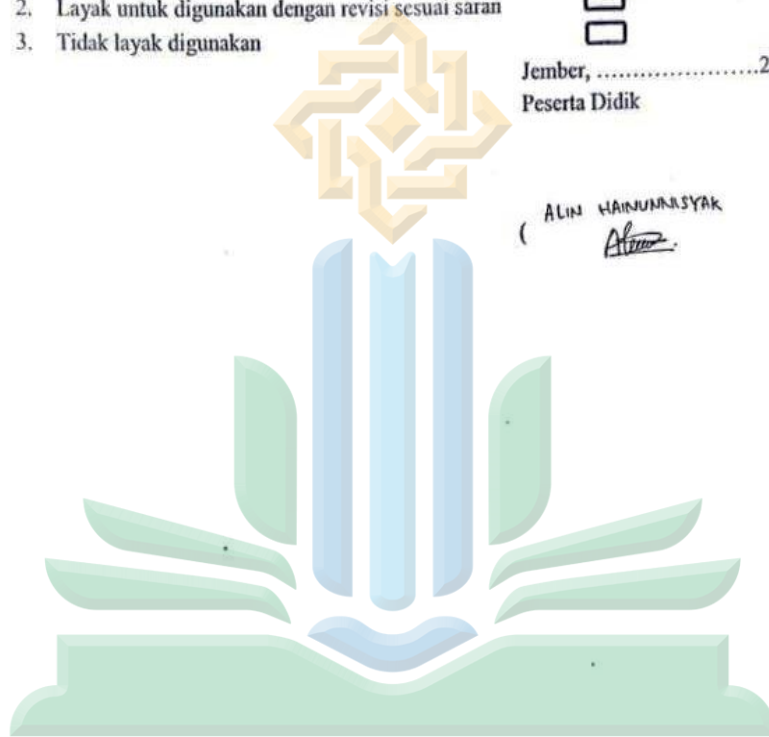 2. Layak untuk digunakan dengan revisi sesuai saran
3. Tidak layak digunakan
Jember, .......................2
Peserta Didik
( ALIN HAINUNNISYAK